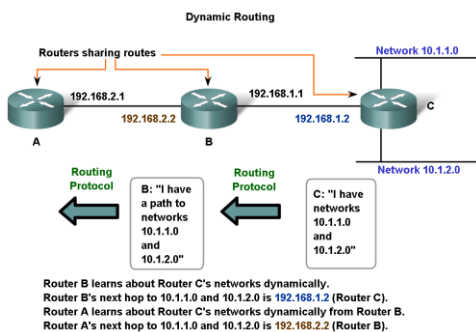 Dynamic Routing
Network 10.1.1.0
Routers sharing routes
192.168.2.1
192.168.1.1
C
192.168.2.2
192.168.1.2
A
B
Network 10.1.2.0
Routing
Protocol
B: "I have
a path to
networks
10.1.1.0
and
10.1.2.0"
Routing
Protocol
C: "I have
networks
10.1.1.0
and
10.1.2.0"
Router B learns about Router C's networks dynamically.
Router B's next hop to 10.1.1.0 and 10.1.2.0 is 192.168.1.2 (Router C).
Router A learns about Router C's networks dynamically from Router B.
Router A's next hop to 10.1.1.0 and 10.1.2.0 is 192.168.2.2 (Router B).